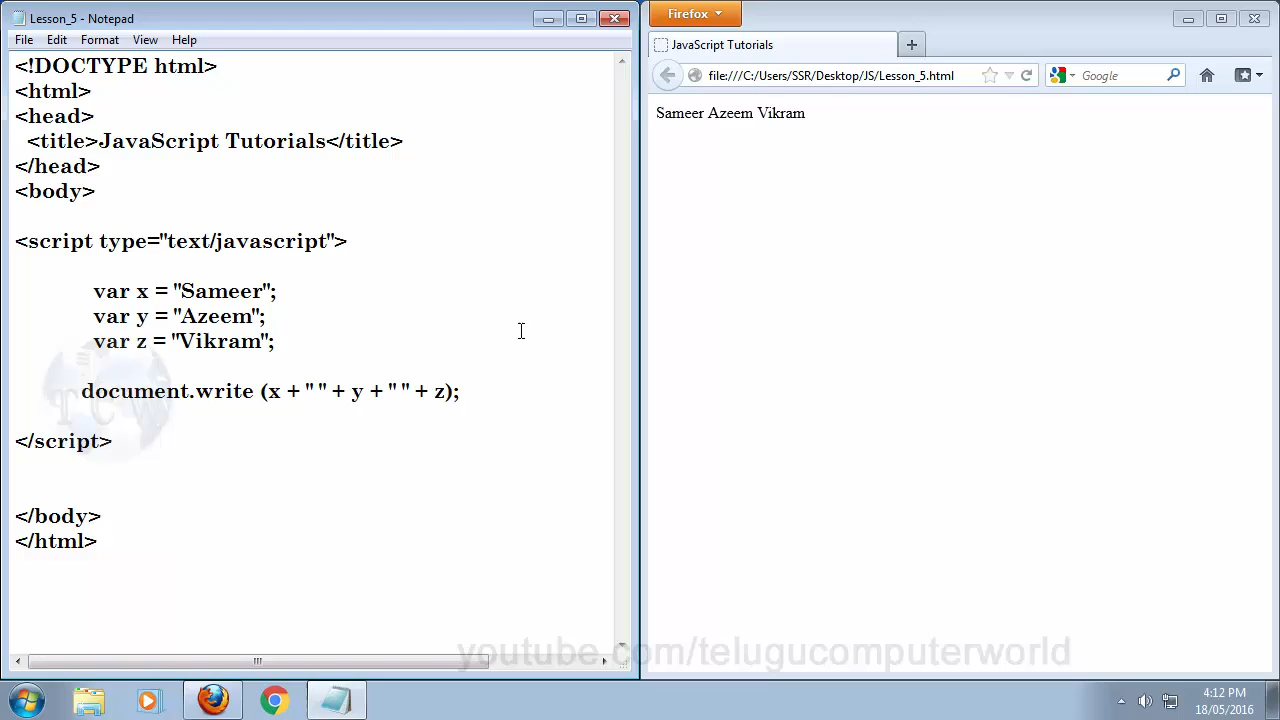 Lesson_5 - Notepad
File Edit Format View Help
<!DOCTYPE html>
<html>
<head>
<title>JavaScript Tutorials</title>
</head>
<body>
<script type="text/javascript">
var x = "Sameer";
var y = "Azeem";
var z = "Vikram";
document.write (x + " " + y + " " + z);
</script>
</body>
</html>
TCW
Firefox
JavaScript Tutorials
file:///C:/Users/SSR/Desktop/JS/Lesson_5.html
Google
Sameer Azeem Vikram
youtube.com/telugucomputerworld
4:12 PM
18/05/2016